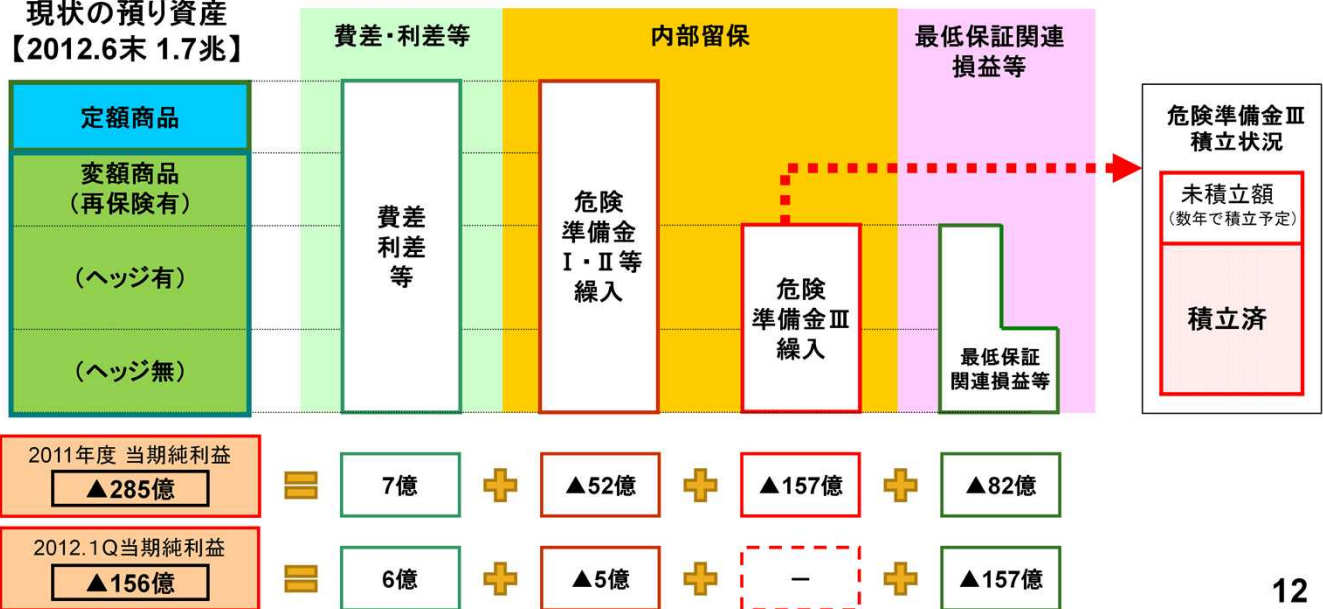 現状の預り資産
【2012.6末 1.7兆】
費差・利差等
内部留保
最低保証関連
損益等
定額商品
変額商品
(再保険有)
(ヘッジ有)
(ヘッジ無)
費差
利差
等
危険
準備金
Ⅰ・Ⅱ等
繰入
危険
準備金Ⅲ
繰入
最低保証
関連損益等
危険準備金Ⅲ
積立状況
未積立額
(数年で積立予定)
積立済
2011年度 当期純利益
▲285億
7億
▲52億
▲157億
▲82億
2012.1Q当期純利益
▲156億
6億
▲5億
－
▲157億
12